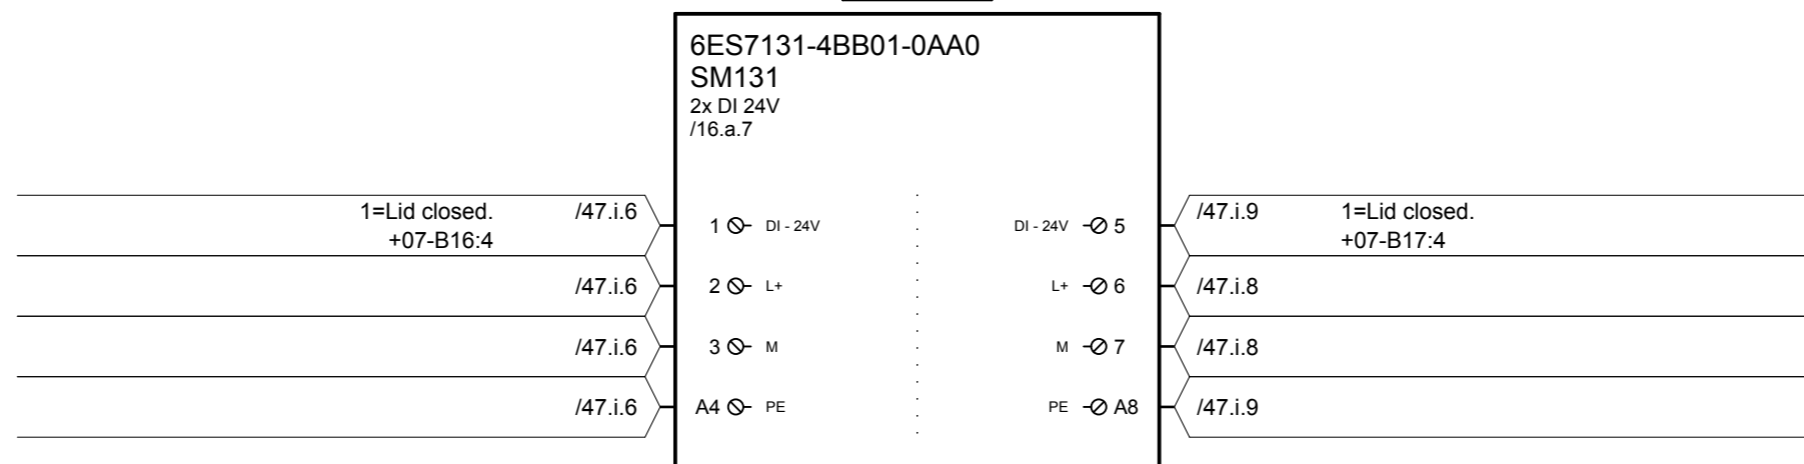 6ES7131-4BB01-0AA0
SM131
2x DI 24V
/16.a.7
1=Lid closed. /47.i.6 1 DI - 24V DI - 24V 5 /47.i.9 1=Lid closed.
+07-B16:4 +07-B17:4
/47.i.6 2 L+ L+ 6 /47.i.8
/47.i.6 3 M M 7 /47.i.8
/47.i.6 A4 PE PE A8 /47.i.9